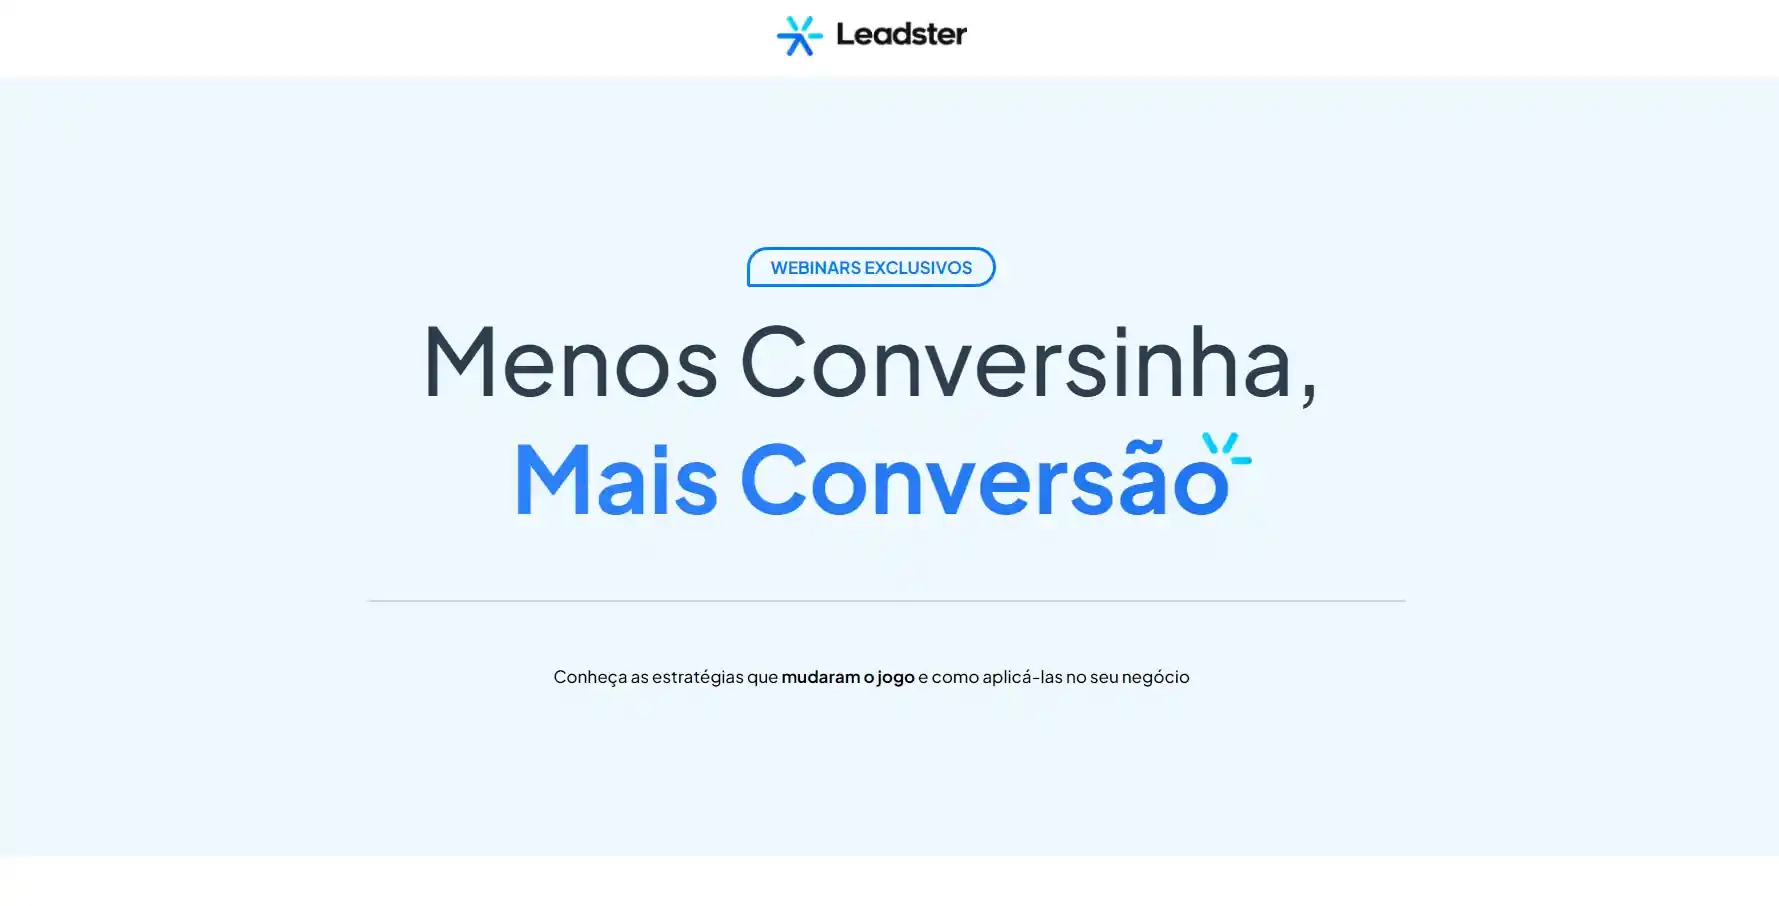 Leadster
WEBINARS EXCLUSIVOS
Menos Conversinha,
Mais Conversão
Conheça as estratégias que mudaram o jogo e como aplicá-las no seu negócio